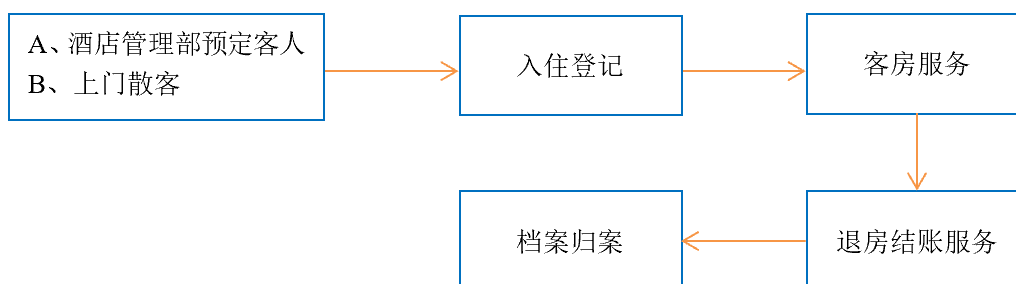 A、酒店管理部预定客人
B、上门散客
入住登记
客房服务
退房结账服务
档案归案